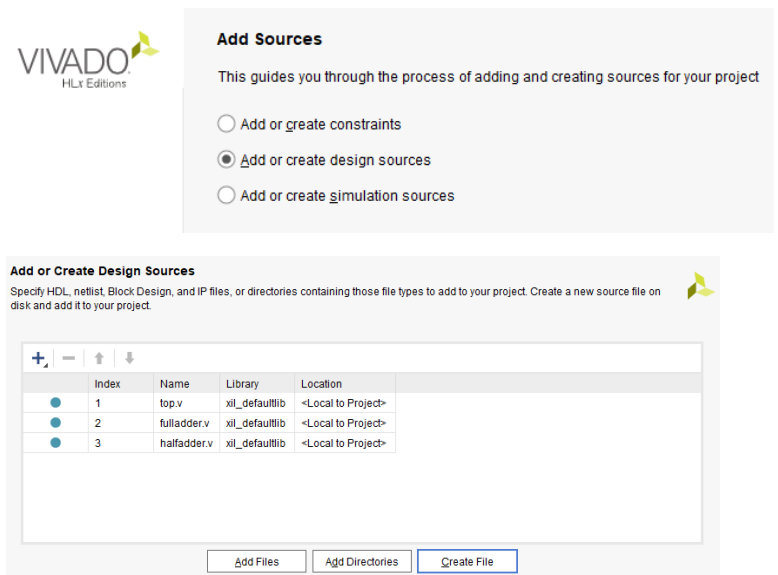 VIVADO
HLx Editions
Add Sources
This guides you through the process of adding and creating sources for your project
Add or create constraints
Add or create design sources
Add or create simulation sources
Add or Create Design Sources
Specify HDL, netlist, Block Design, and IP files, or directories containing those file types to add to your project. Create a new source file on
disk and add it to your project.
Index Name Library Location
1 top.v xil_defaultlib <Local to Project>
2 fulladder.v xil_defaultlib <Local to Project>
3 halfadder.v xil_defaultlib <Local to Project>
Add Files Add Directories Create File